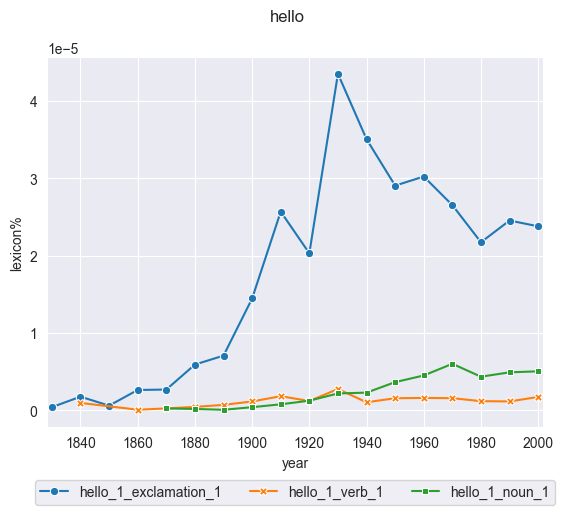 hello
1e−5
4
3
2
1
0
lexicon%
1840 1860 1880 1900 1920 1940 1960 1980 2000
year
hello_1_exclamation_1 hello_1_verb_1 hello_1_noun_1